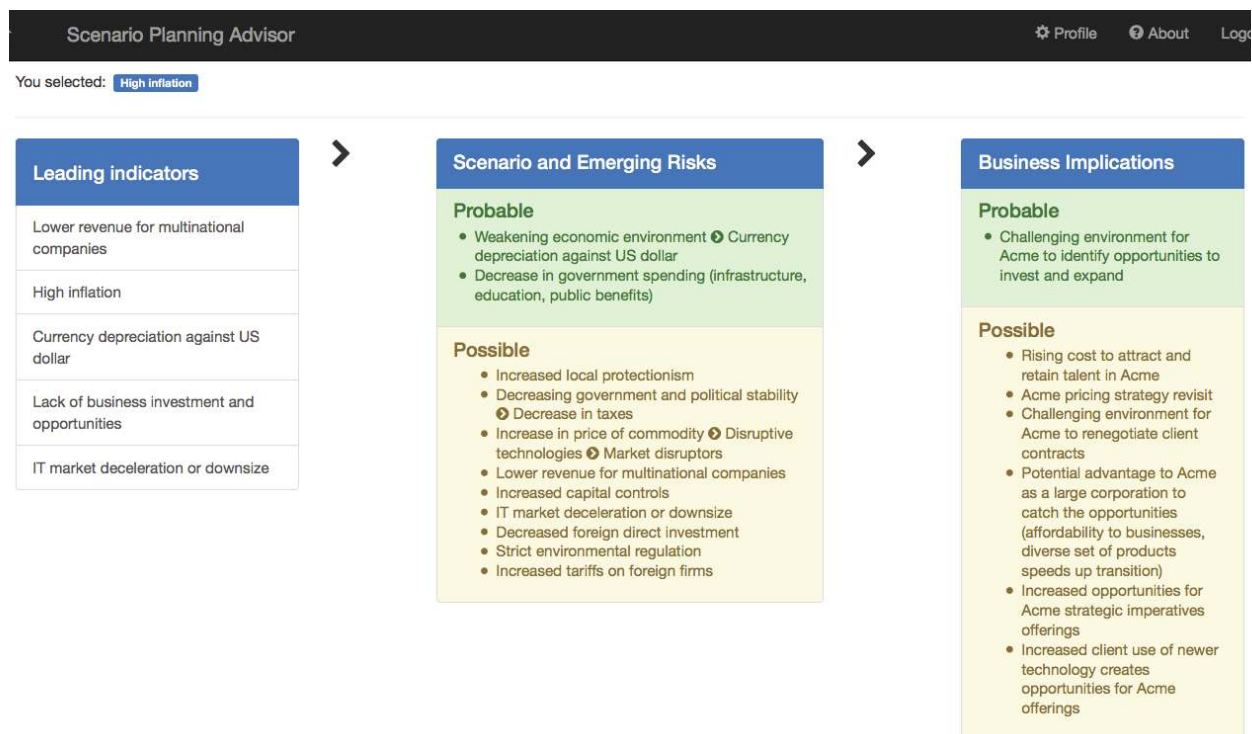 Scenario Planning Advisor
Profile
About
You selected: High inflation
Leading indicators
Lower revenue for multinational
companies
High inflation
Currency depreciation against US
dollar
Lack of business investment and
opportunities
IT market deceleration or downsize
Scenario and Emerging Risks
Probable
Weakening economic environment Currency
depreciation against US dollar
Decrease in government spending (infrastructure,
education, public benefits)
Possible
Increased local protectionism
Decreasing government and political stability
Decrease in taxes
Increase in price of commodity Disruptive
technologies Market disruptors
Lower revenue for multinational companies
Increased capital controls
IT market deceleration or downsize
Decreased foreign direct investment
Strict environmental regulation
Increased tariffs on foreign firms
Business Implications
Probable
Challenging environment for
Acme to identify opportunities to
invest and expand
Possible
Rising cost to attract and
retain talent in Acme
Acme pricing strategy revisit
Challenging environment for
Acme to renegotiate client
contracts
Potential advantage to Acme
as a large corporation to
catch the opportunities
(affordability to businesses,
diverse set of products
speeds up transition)
Increased opportunities for
Acme strategic imperatives
offerings
Increased client use of newer
technology creates
opportunities for Acme
offerings